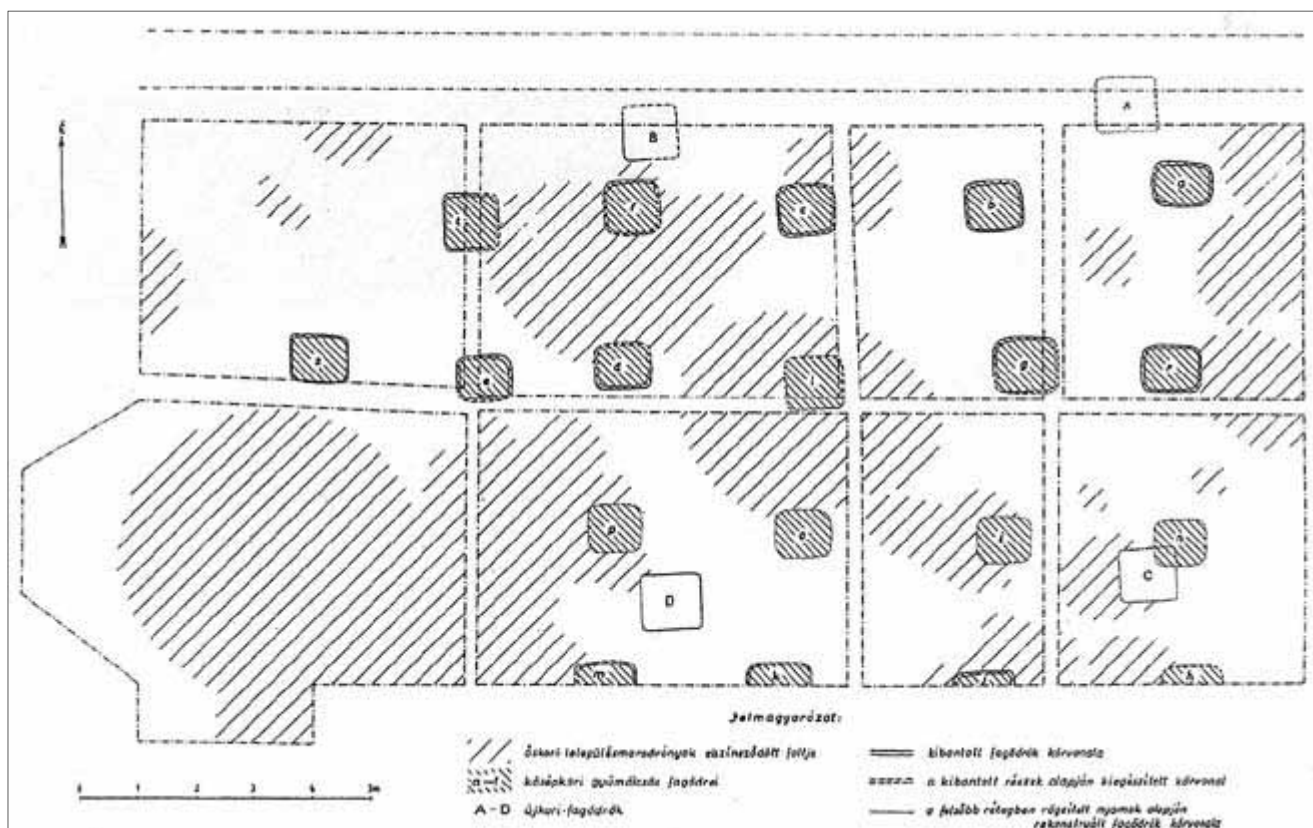 É
A
B
a
b
c
f
t
s
e
d
i
g
r
p
o
j
n
C
D
m
k
l
h
Jelmagyarázat:
őskori településmaradványok elszíneződött foltja
a-t középkori gyümölcsös fagödrei
A-D újkori fagödrök
kibontott fagödrök körvonala
a kibontott részek alapján kiegészített körvonal
a felsőbb rétegben rögzített nyomok alapján
rekonstruált fagödrök körvonala